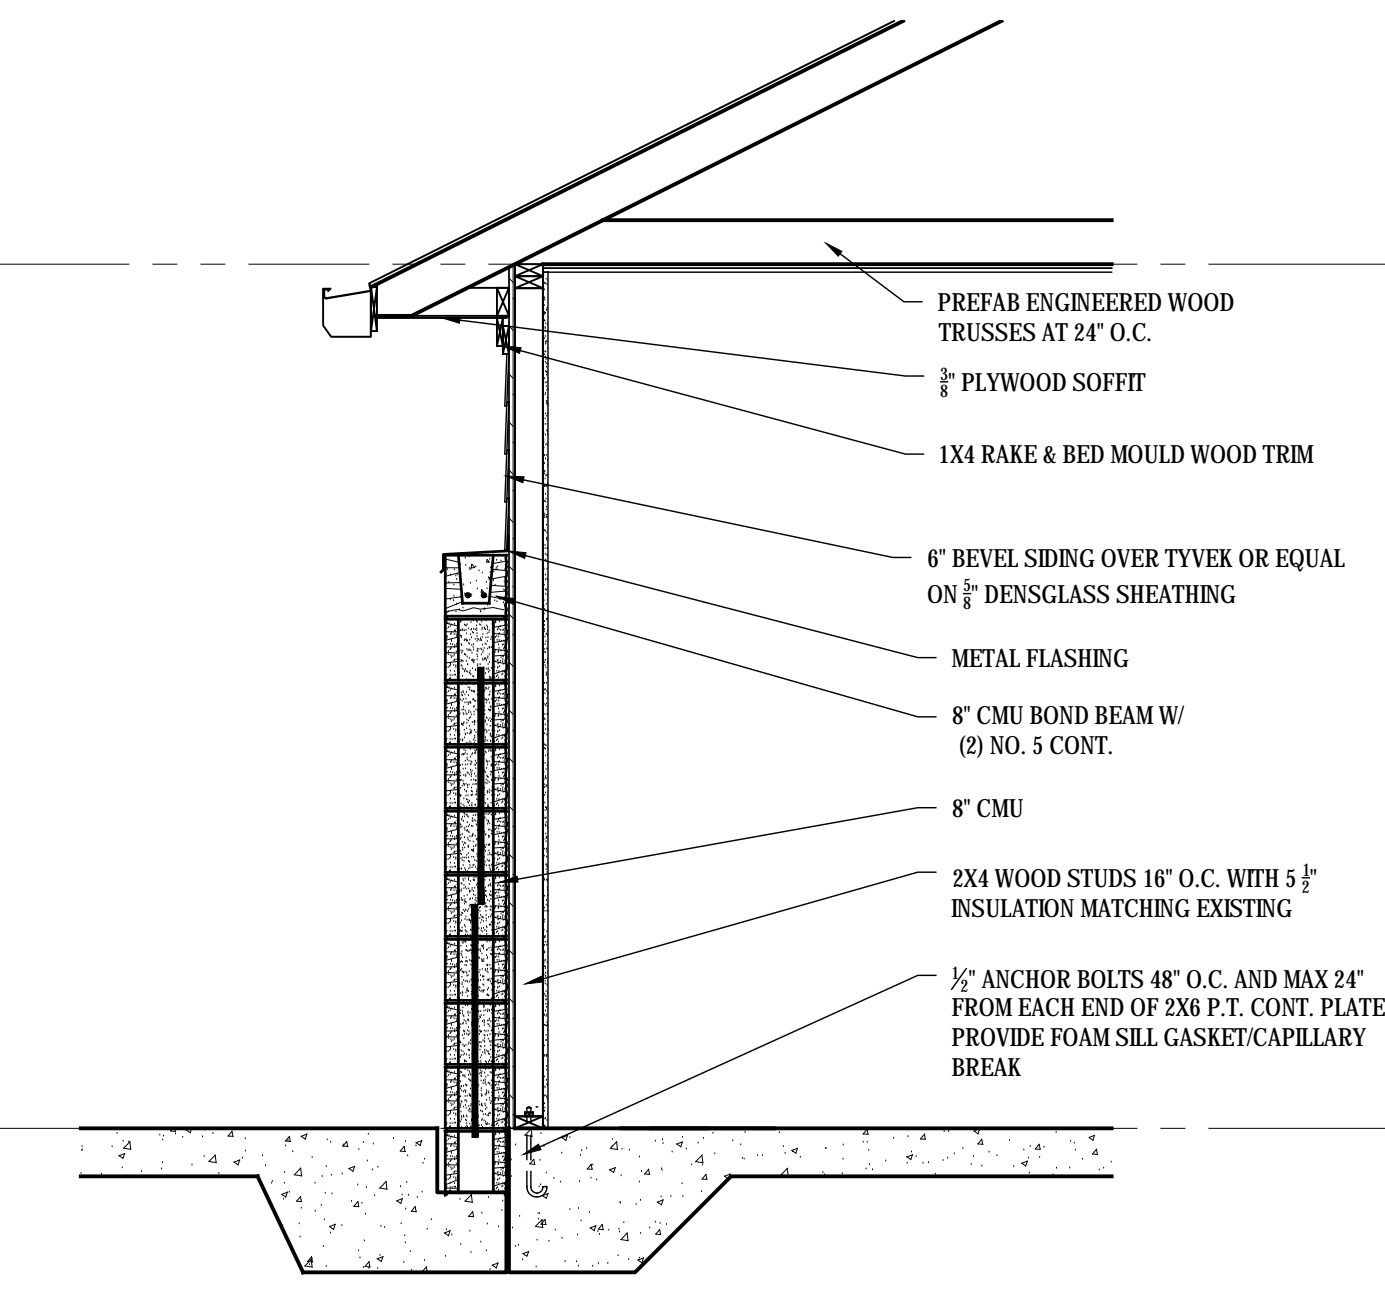 PREFAB ENGINEERED WOOD
TRUSSES AT 24" O.C.
3/8" PLYWOOD SOFFIT
1X4 RAKE & BED MOULD WOOD TRIM
6" BEVEL SIDING OVER TYVEK OR EQUAL
ON 5/8" DENSGLASS SHEATHING
METAL FLASHING
8" CMU BOND BEAM W/
(2) NO. 5 CONT.
8" CMU
2X4 WOOD STUDS 16" O.C. WITH 5 1/2"
INSULATION MATCHING EXISTING
1/2" ANCHOR BOLTS 48" O.C. AND MAX 24"
FROM EACH END OF 2X6 P.T. CONT. PLATE
PROVIDE FOAM SILL GASKET/CAPILLARY
BREAK